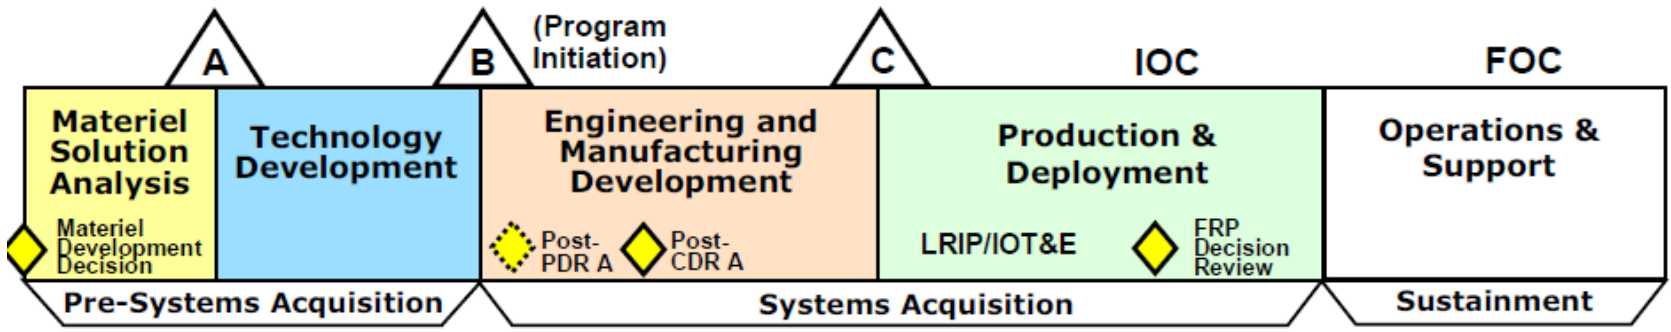 A
B
(Program
Initiation)
C
IOC
FOC
Materiel
Solution
Analysis
Materiel
Development
Decision
Technology
Development
Engineering and
Manufacturing
Development
Post-
PDR A
Post-
CDR A
Production &
Deployment
LRIP/IOT&E
FRP
Decision
Review
Operations &
Support
Pre-Systems Acquisition
Systems Acquisition
Sustainment